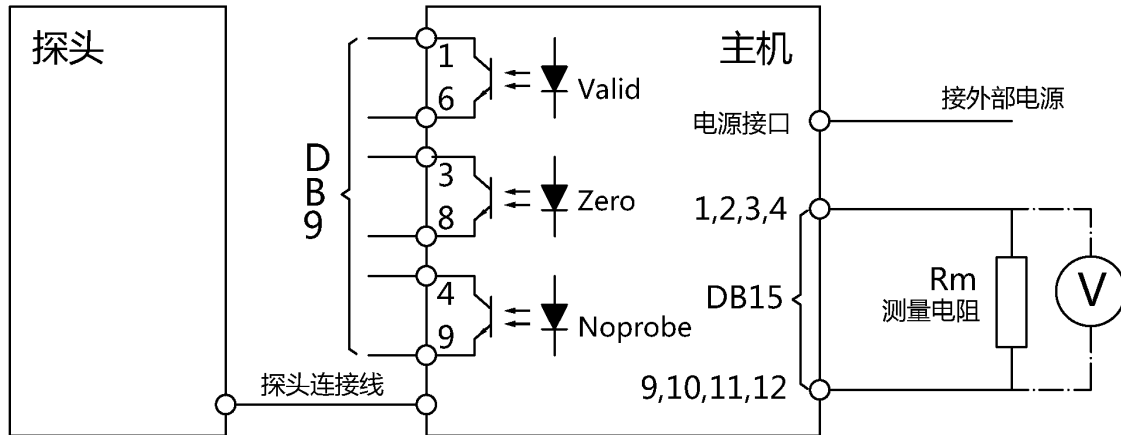 探头
主机
1
6
Valid
接外部电源
电源接口
D
B
9
3
8
Zero
1,2,3,4
4
9
Noprobe
DB15
Rm
测量电阻
V
探头连接线
9,10,11,12